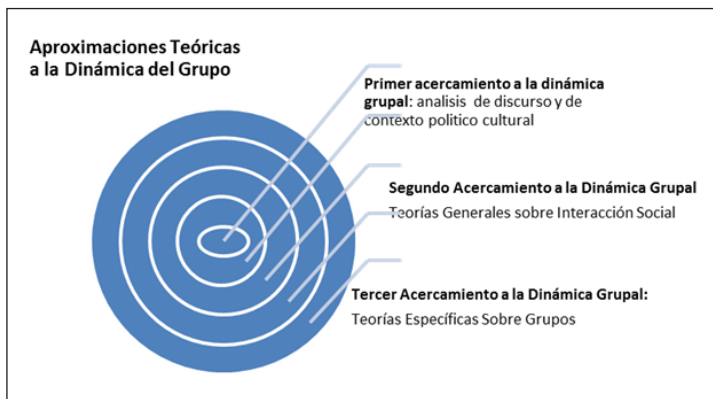 Aproximaciones Teóricas
a la Dinámica del Grupo
Primer acercamiento a la dinámica
grupal: analisis de discurso y de
contexto politico cultural
Segundo Acercamiento a la Dinámica Grupal
Teorías Generales sobre Interacción Social
Tercer Acercamiento a la Dinámica Grupal:
Teorías Específicas Sobre Grupos